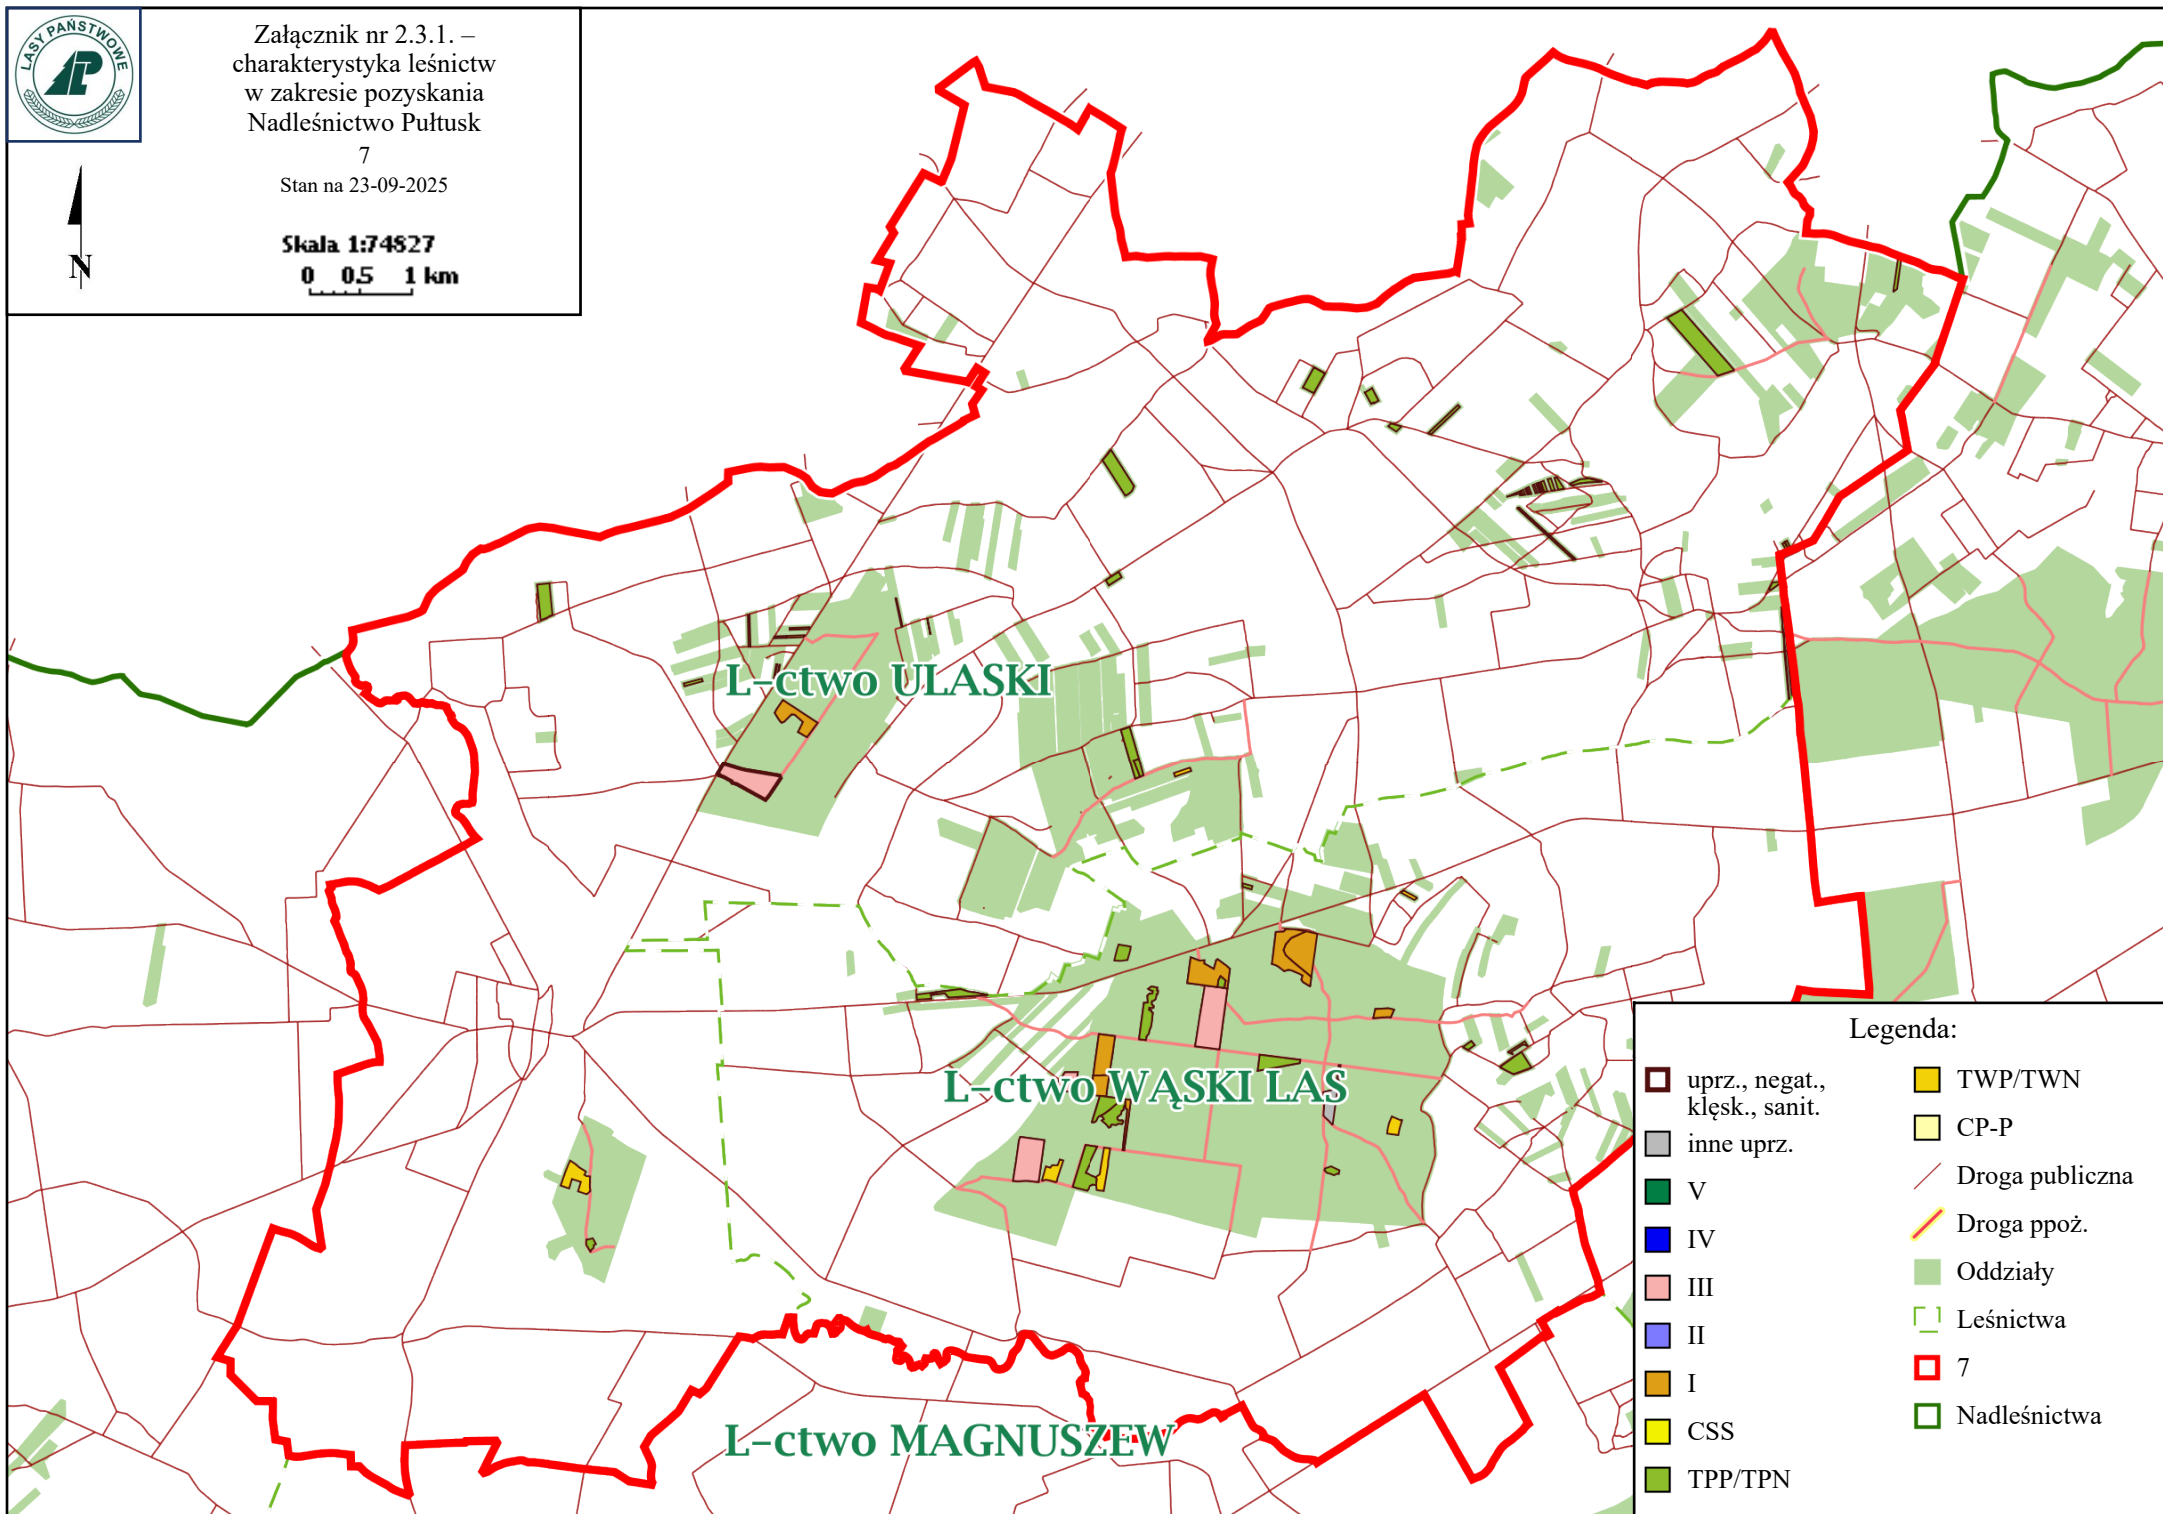 LASY PAŃSTWOWE
Załącznik nr 2.3.1. –
charakterystyka leśnictw
w zakresie pozyskania
Nadleśnictwo Pułtusk
7
Stan na 23-09-2025
N
Skala 1:74827
0 0.5 1 km
L-ctwo ULASKI
L-ctwo WĄSKI LAS
L-ctwo MAGNUSZEW
Legenda:
uprz., negat.,
klęsk., sanit.
inne uprz.
V
IV
III
II
I
CSS
TPP/TPN
TWP/TWN
CP-P
Droga publiczna
Droga ppoż.
Oddziały
Leśnictwa
7
Nadleśnictwa